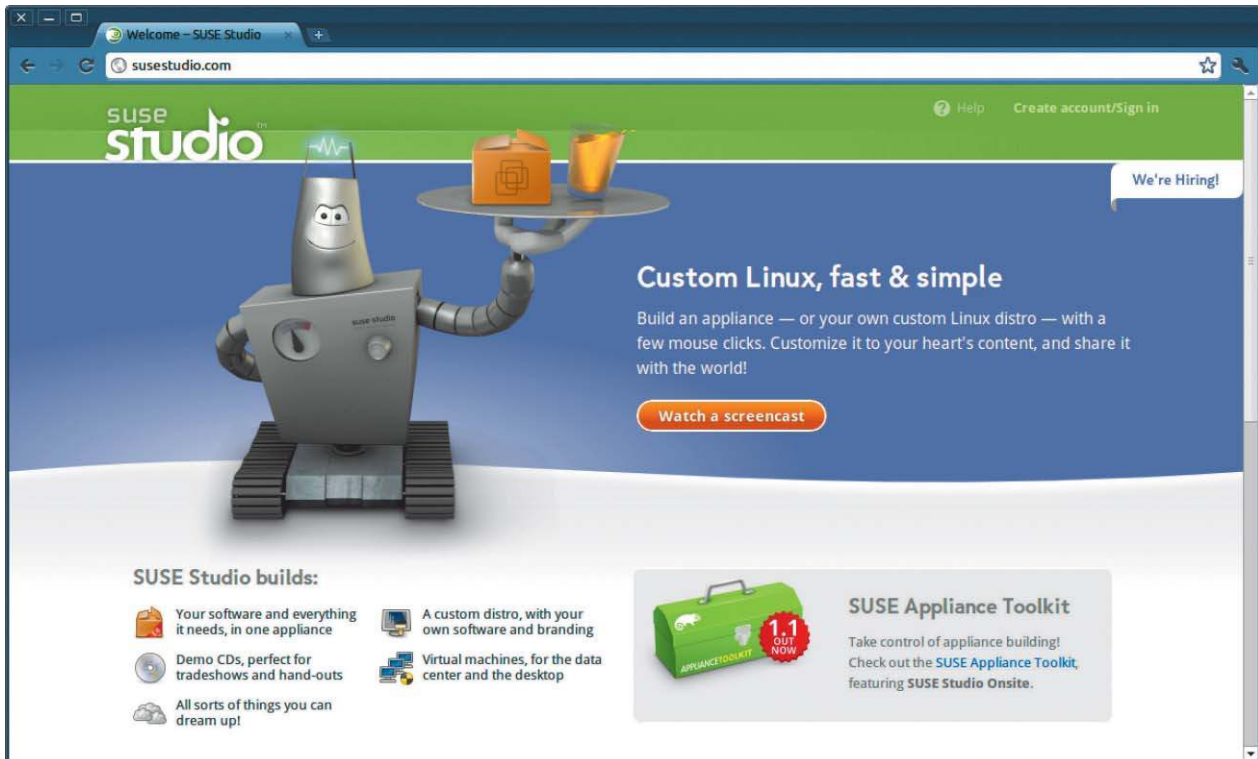 Welcome – SUSE Studio
susestudio.com
suse
studio™
Help
Create account/Sign in
We're Hiring!
suse studio
Custom Linux, fast & simple
Build an appliance — or your own custom Linux distro — with a
few mouse clicks. Customize it to your heart's content, and share it
with the world!
Watch a screencast
SUSE Studio builds:
Your software and everything
it needs, in one appliance
A custom distro, with your
own software and branding
Demo CDs, perfect for
tradeshows and hand-outs
Virtual machines, for the data
center and the desktop
All sorts of things you can
dream up!
APPLIANCETOOLKIT
1.1
OUT
NOW
SUSE Appliance Toolkit
Take control of appliance building!
Check out the SUSE Appliance Toolkit,
featuring SUSE Studio Onsite.